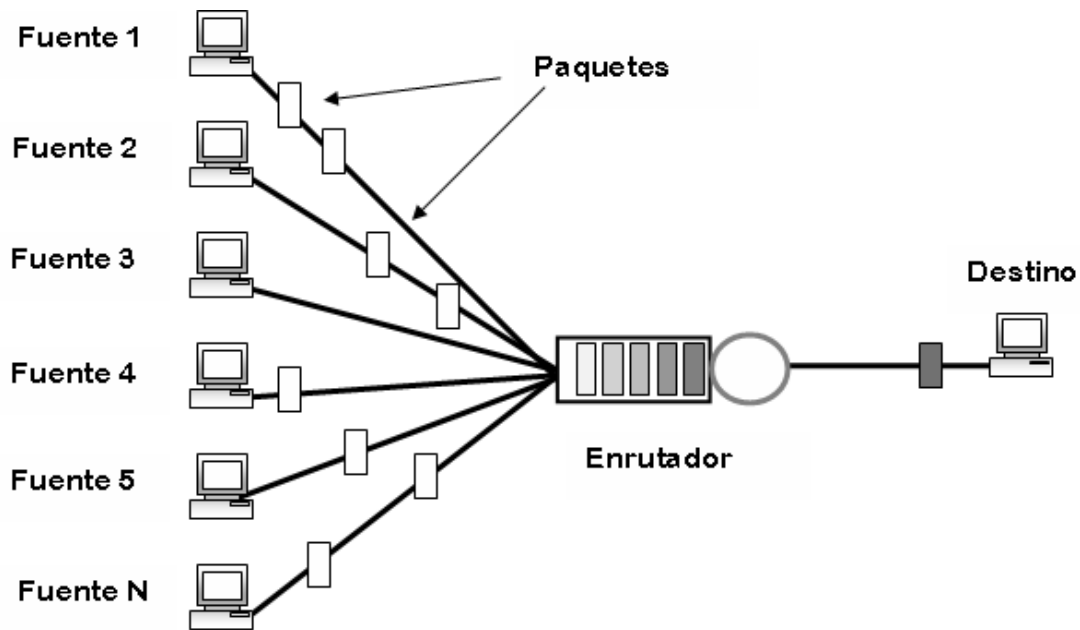 Fuente 1
Paquetes
Fuente 2
Fuente 3
Destino
Fuente 4
Enrutador
Fuente 5
Fuente N